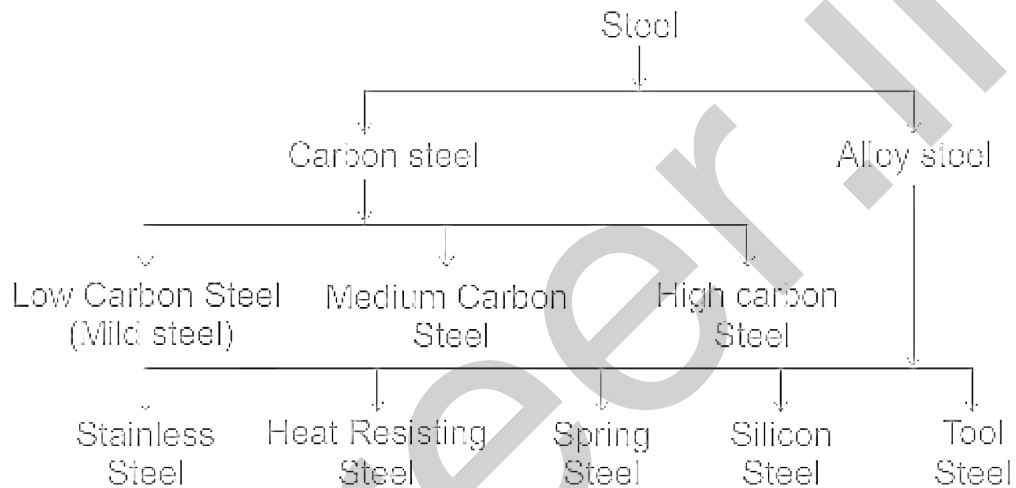 Steel
Carbon steel
Alloy steel
Low Carbon Steel
(Mild steel)
Medium Carbon
Steel
High carbon
Steel
Stainless
Steel
Heat Resisting
Steel
Spring
Steel
Silicon
Steel
Tool
Steel